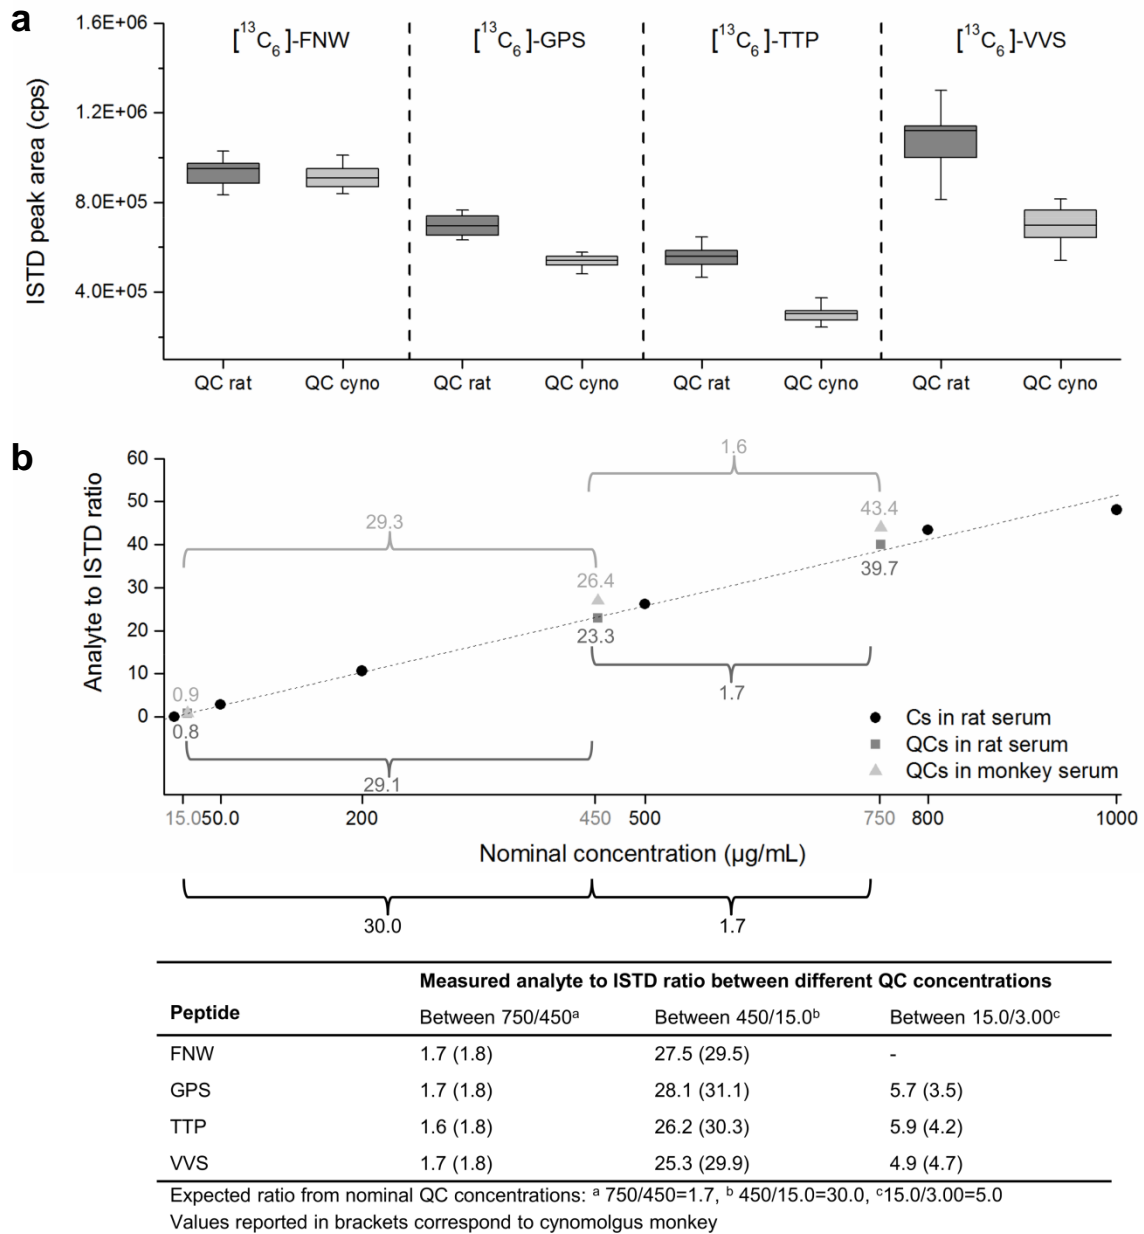 a
1.6E+06
1.2E+06
8.0E+05
4.0E+05
ISTD peak area (cps)
[¹³C₆]-FNW
[¹³C₆]-GPS
[¹³C₆]-TTP
[¹³C₆]-VVS
QC rat
QC cyno
QC rat
QC cyno
QC rat
QC cyno
QC rat
QC cyno
b
60
50
40
30
20
10
0
Analyte to ISTD ratio
1.6
29.3
43.4
26.4
39.7
23.3
1.7
0.9
0.8
29.1
Cs in rat serum
QCs in rat serum
QCs in monkey serum
15.0 50.0 200 450 500 750 800 1000
Nominal concentration (µg/mL)
30.0
1.7
Measured analyte to ISTD ratio between different QC concentrations
Peptide Between 750/450ᵃ Between 450/15.0ᵇ Between 15.0/3.00ᶜ
FNW 1.7 (1.8) 27.5 (29.5) -
GPS 1.7 (1.8) 28.1 (31.1) 5.7 (3.5)
TTP 1.6 (1.8) 26.2 (30.3) 5.9 (4.2)
VVS 1.7 (1.8) 25.3 (29.9) 4.9 (4.7)
Expected ratio from nominal QC concentrations: ᵃ 750/450=1.7, ᵇ 450/15.0=30.0, ᶜ15.0/3.00=5.0
Values reported in brackets correspond to cynomolgus monkey